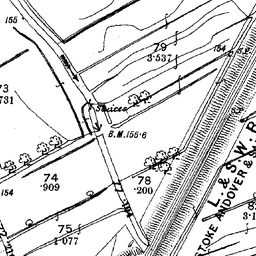 155
79
3·537
154
S.P.
73
731
Sluices
B.M.155·6
S.P.
L. & S.W.R
STOKE ANDOVER &
154
74
·909
78
·200
75
1·077